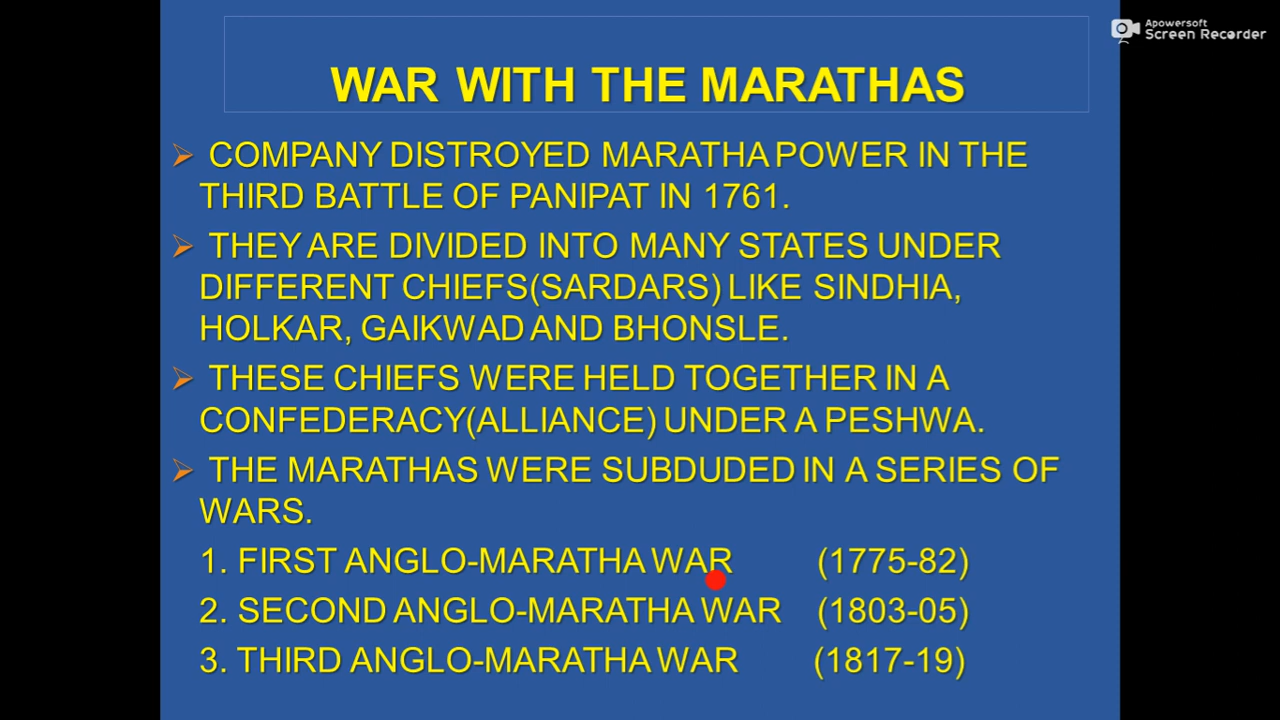 Apowersoft
Screen Recorder
WAR WITH THE MARATHAS
➢ COMPANY DISTROYED MARATHA POWER IN THE
THIRD BATTLE OF PANIPAT IN 1761.
➢ THEY ARE DIVIDED INTO MANY STATES UNDER
DIFFERENT CHIEFS(SARDARS) LIKE SINDHIA,
HOLKAR, GAIKWAD AND BHONSLE.
➢ THESE CHIEFS WERE HELD TOGETHER IN A
CONFEDERACY(ALLIANCE) UNDER A PESHWA.
➢ THE MARATHAS WERE SUBDUDED IN A SERIES OF
WARS.
1. FIRST ANGLO-MARATHA WAR (1775-82)
2. SECOND ANGLO-MARATHA WAR (1803-05)
3. THIRD ANGLO-MARATHA WAR (1817-19)